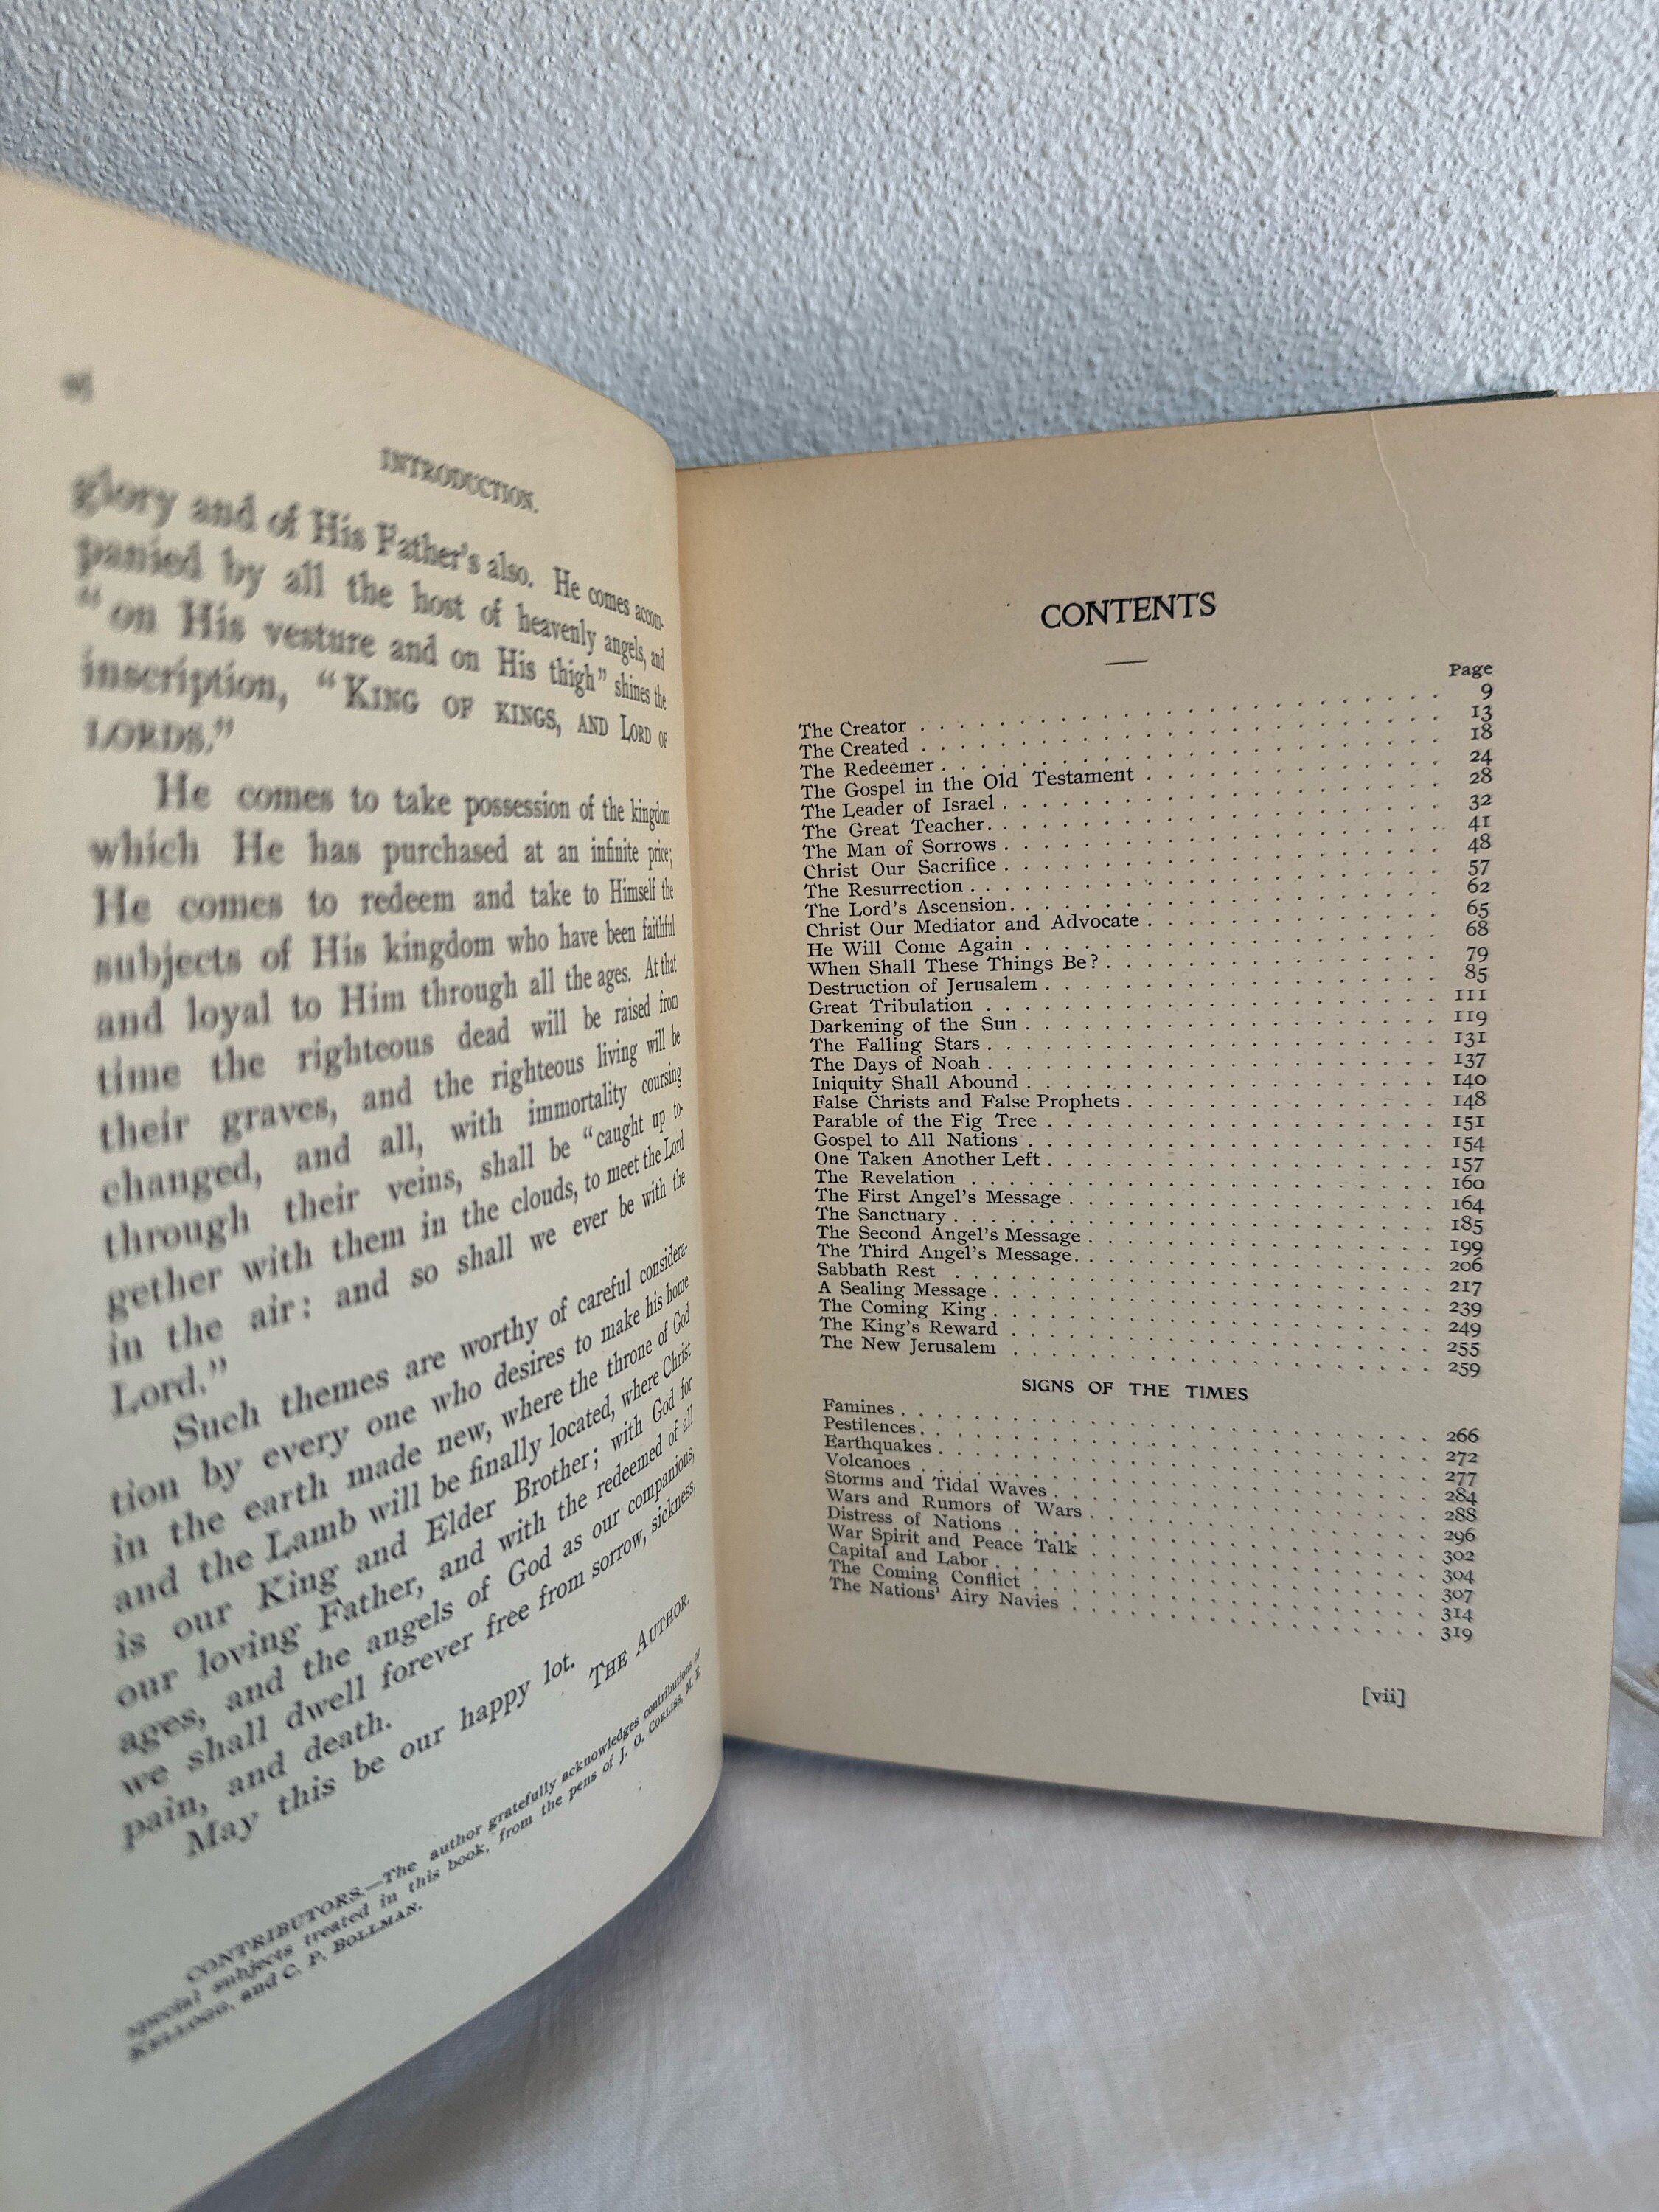 INTRODUCTION.
glory and of His Father's also. He comes accom-
panied by all the host of heavenly angels, and
"on His vesture and on His thigh" shines the
inscription, "KING OF KINGS, AND LORD OF
LORDS."
He comes to take possession of the kingdom
which He has purchased at an infinite price;
He comes to redeem and take to Himself the
subjects of His kingdom who have been faithful
and loyal to Him through all the ages. At that
time the righteous dead will be raised from
their graves, and the righteous living will be
changed, and all, with immortality coursing
through their veins, shall be "caught up to-
gether with them in the clouds, to meet the Lord
in the air: and so shall we ever be with the
Lord."
Such themes are worthy of careful considera-
tion by every one who desires to make his home
in the earth made new, where the throne of God
and the Lamb will be finally located, where Christ
is our King and Elder Brother; with God for
our loving Father, and with the redeemed of all
ages, and the angels of God as our companions,
we shall dwell forever free from sorrow, sickness,
pain, and death.
May this be our happy lot.
THE AUTHOR.
CONTRIBUTORS.—The author gratefully acknowledges contributions on
special subjects treated in this book, from the pens of J. O. CORLISS, M. E.
KELLOGG, and C. P. BOLLMAN.
CONTENTS
Page
The Creator . . . 9
The Created . . . 13
The Redeemer . . . 18
The Gospel in the Old Testament . . . 24
The Leader of Israel . . . 28
The Great Teacher . . . 32
The Man of Sorrows . . . 41
Christ Our Sacrifice . . . 48
The Resurrection . . . 57
The Lord's Ascension . . . 62
Christ Our Mediator and Advocate . . . 65
He Will Come Again . . . 68
When Shall These Things Be? . . . 79
Destruction of Jerusalem . . . 85
Great Tribulation . . . 111
Darkening of the Sun . . . 119
The Falling Stars . . . 131
The Days of Noah . . . 137
Iniquity Shall Abound . . . 140
False Christs and False Prophets . . . 148
Parable of the Fig Tree . . . 151
Gospel to All Nations . . . 154
One Taken Another Left . . . 157
The Revelation . . . 160
The First Angel's Message . . . 164
The Sanctuary . . . 185
The Second Angel's Message . . . 199
The Third Angel's Message . . . 206
Sabbath Rest . . . 217
A Sealing Message . . . 239
The Coming King . . . 249
The King's Reward . . . 255
The New Jerusalem . . . 259
SIGNS OF THE TIMES
Famines . . . 266
Pestilences . . . 272
Earthquakes . . . 277
Volcanoes . . . 284
Storms and Tidal Waves . . . 288
Wars and Rumors of Wars . . . 296
Distress of Nations . . . 302
War Spirit and Peace Talk . . . 304
Capital and Labor . . . 307
The Coming Conflict . . . 314
The Nations' Airy Navies . . . 319
[vii]